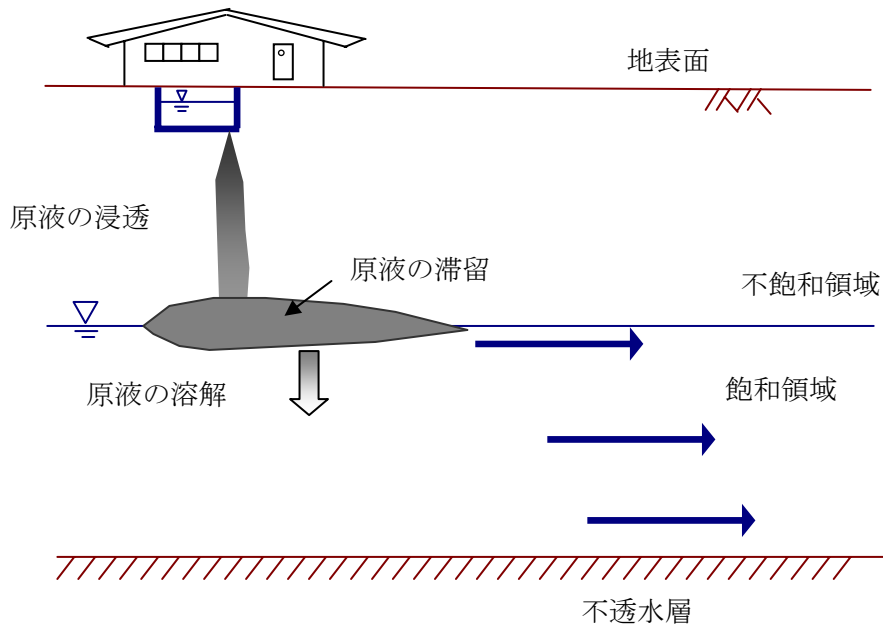 地表面
原液の浸透
原液の滞留
不飽和領域
原液の溶解
飽和領域
不透水層